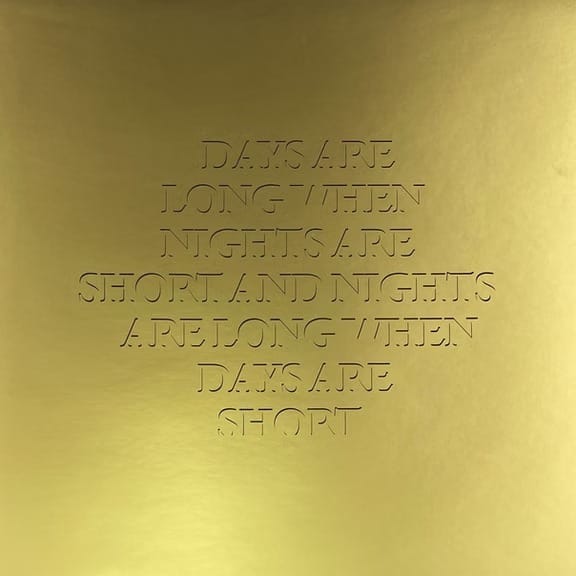 DAYS ARE
LONG WHEN
NIGHTS ARE
SHORT AND NIGHTS
ARE LONG WHEN
DAYS ARE
SHORT